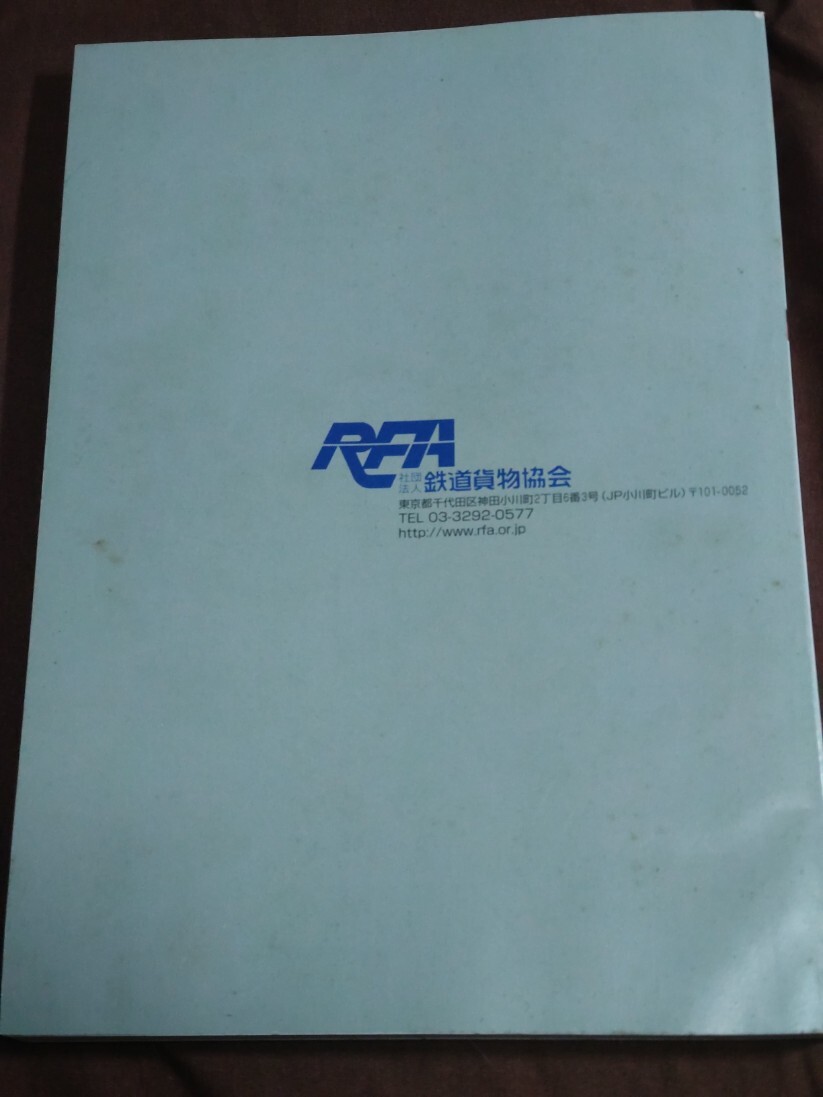 RFA
社団法人 鉄道貨物協会
東京都千代田区神田小川町2丁目6番3号(JP小川町ビル)〒101-0052
TEL 03-3292-0577
http://www.rfa.or.jp